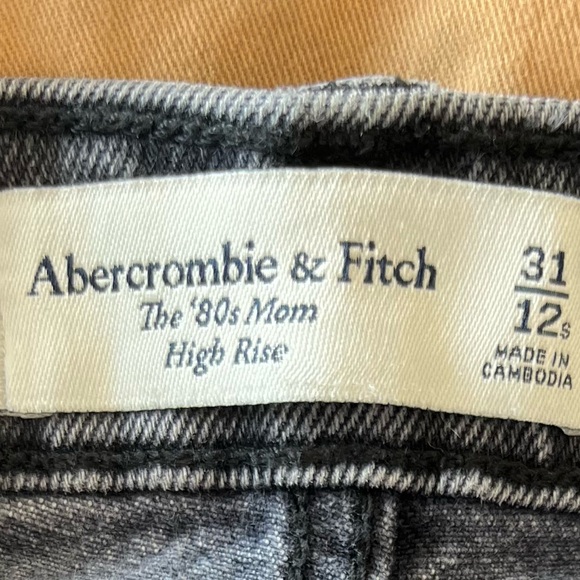 Abercrombie & Fitch
The '80s Mom
High Rise
31
12s
MADE IN
CAMBODIA